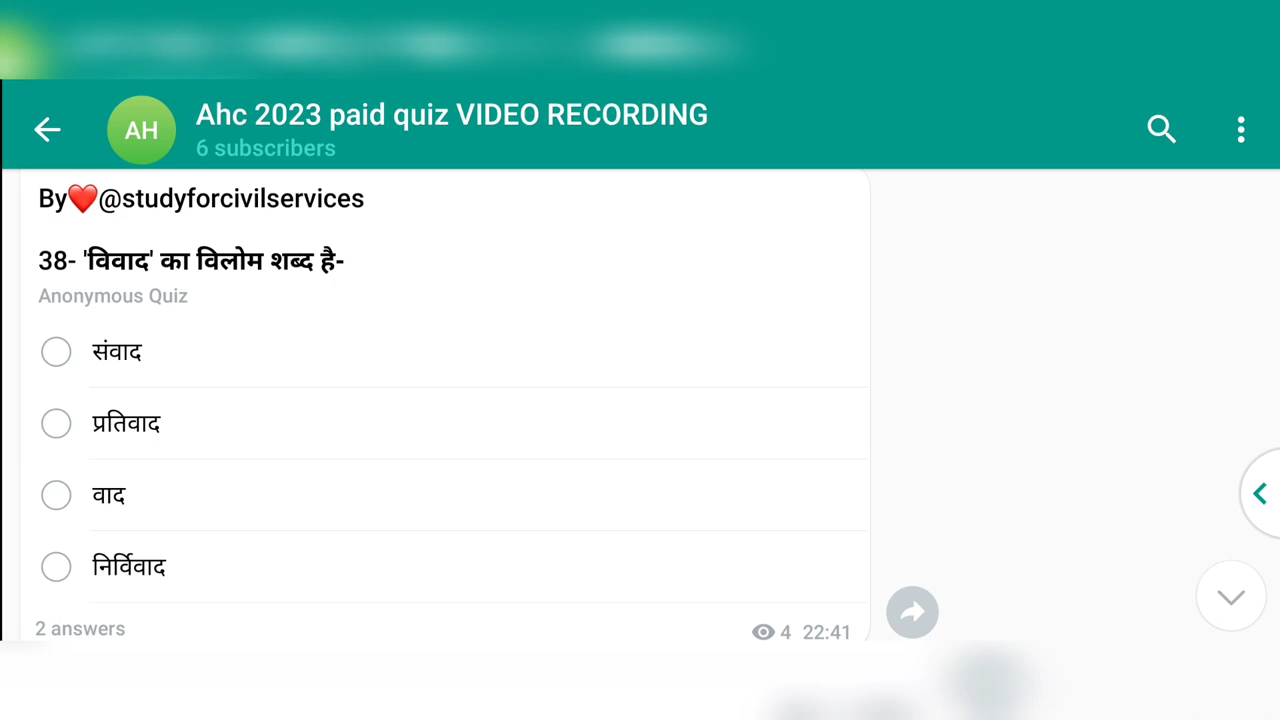 AH
Ahc 2023 paid quiz VIDEO RECORDING
6 subscribers
By❤️@studyforcivilservices
38- 'विवाद' का विलोम शब्द है-
Anonymous Quiz
संवाद
प्रतिवाद
वाद
निर्विवाद
2 answers
4 22:41